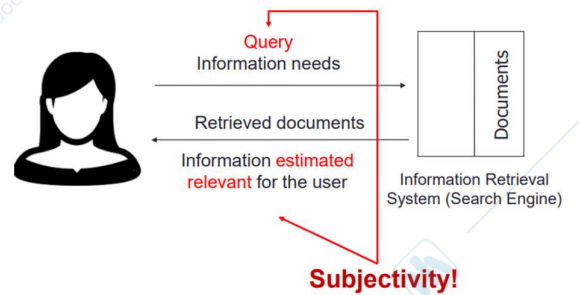 Query
Information needs
Retrieved documents
Information estimated
relevant for the user
Documents
Information Retrieval
System (Search Engine)
Subjectivity!